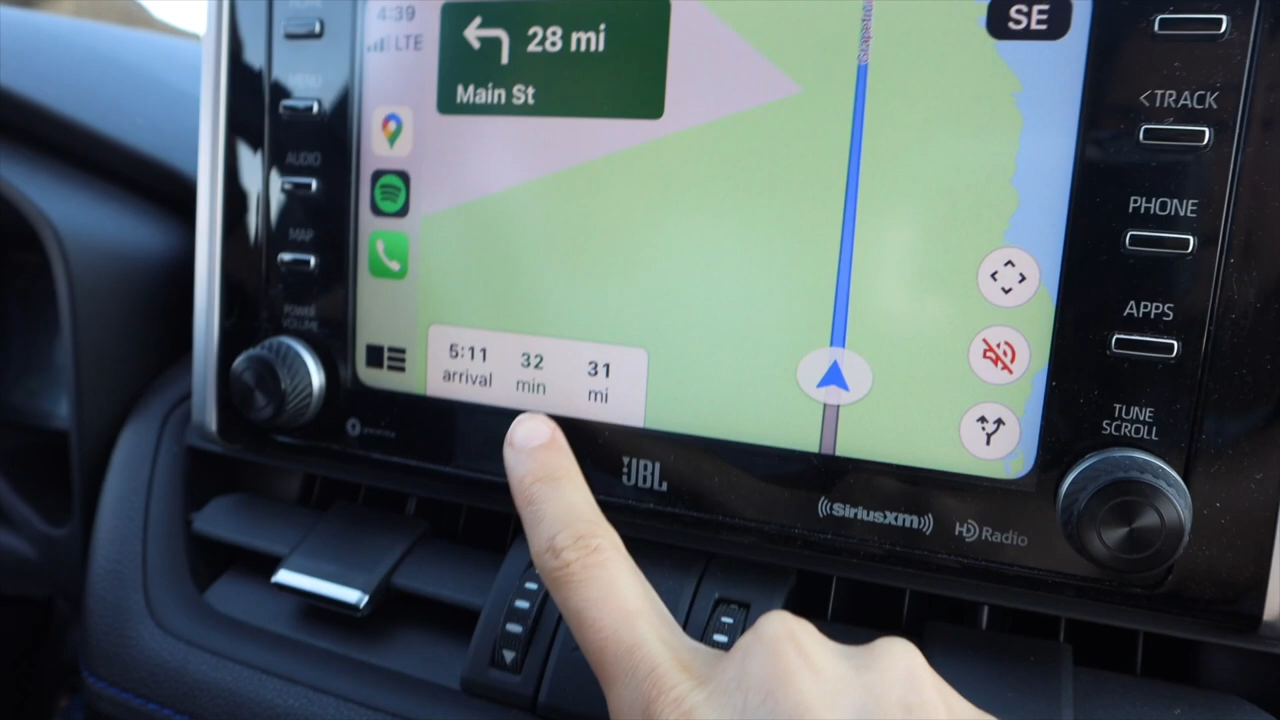 4:39
LTE
28 mi
Main St
SE
MENU
AUDIO
MAP
POWER
VOLUME
<TRACK
PHONE
APPS
TUNE
SCROLL
5:11
arrival
32
min
31
mi
JBL
SiriusXM
HD Radio